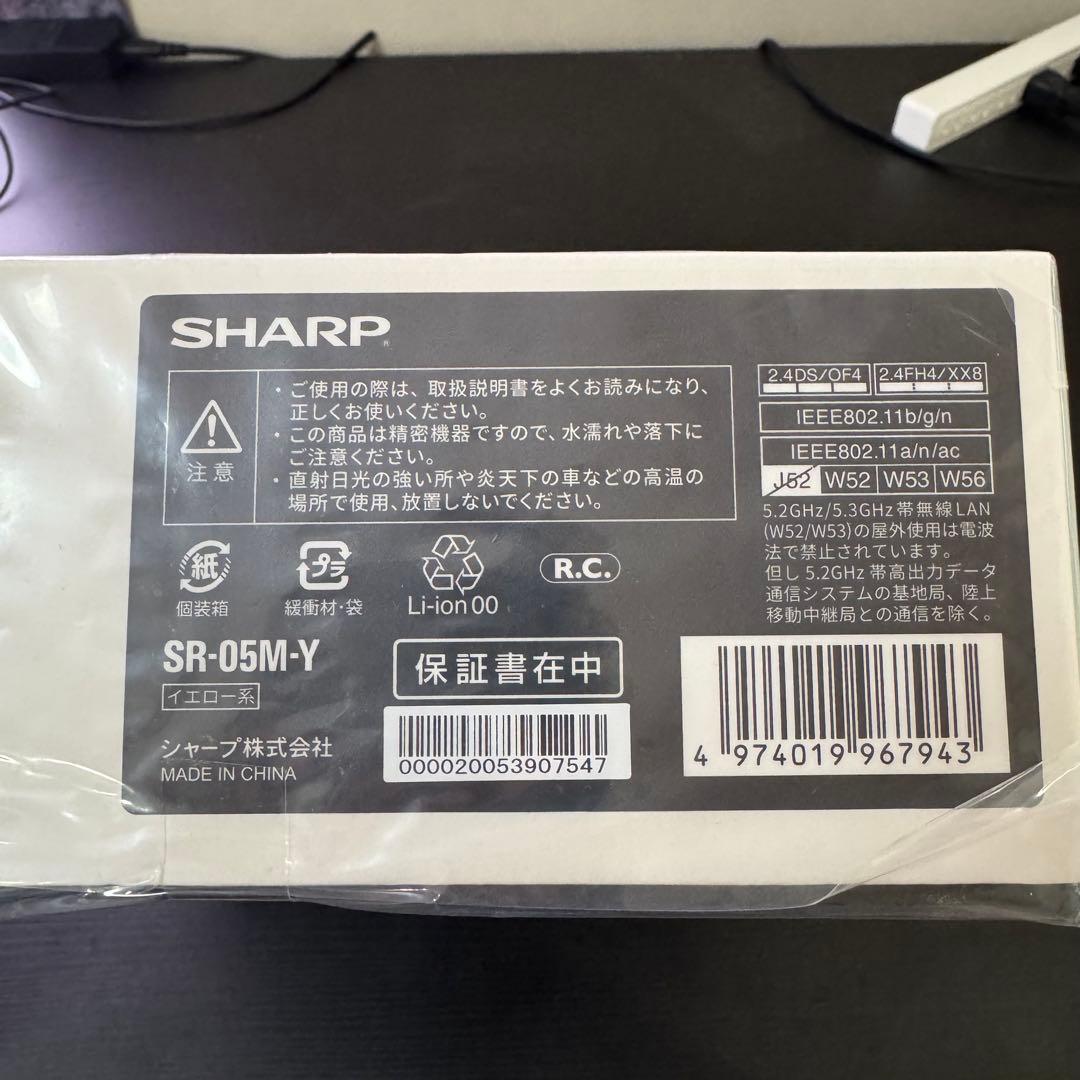 SHARP
注意
・ご使用の際は、取扱説明書をよくお読みになり、
正しくお使いください。
・この商品は精密機器ですので、水濡れや落下に
ご注意ください。
・直射日光の強い所や炎天下の車などの高温の
場所で使用、放置しないでください。
2.4DS/OF4
2.4FH4/XX8
IEEE802.11b/g/n
IEEE802.11a/n/ac
J52 W52 W53 W56
5.2GHz/5.3GHz帯無線LAN
(W52/W53)の屋外使用は電波
法で禁止されています。
但し5.2GHz帯高出力データ
通信システムの基地局、陸上
移動中継局との通信を除く。
紙
個装箱
プラ
緩衝材・袋
Li-ion 00
R.C.
SR-05M-Y
イエロー系
シャープ株式会社
MADE IN CHINA
保証書在中
000020053907547
4 974019 967943